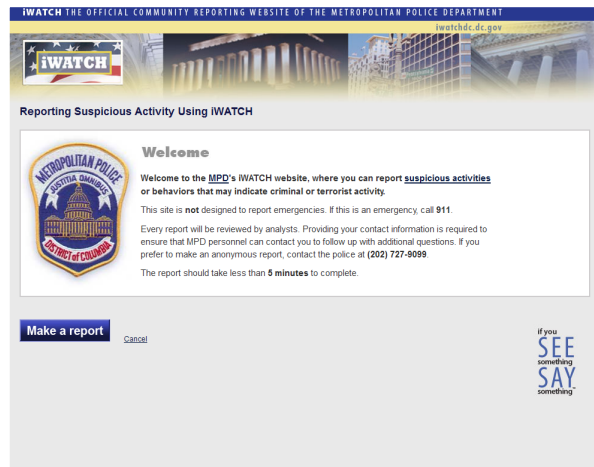 iWATCH THE OFFICIAL COMMUNITY REPORTING WEBSITE OF THE METROPOLITAN POLICE DEPARTMENT
iwatchdc.dc.gov
iWATCH
Reporting Suspicious Activity Using iWATCH
METROPOLITAN POLICE
JUSTITIA OMNIBUS
DISTRICT of COLUMBIA
Welcome
Welcome to the MPD's iWATCH website, where you can report suspicious activities
or behaviors that may indicate criminal or terrorist activity.
This site is not designed to report emergencies. If this is an emergency, call 911.
Every report will be reviewed by analysts. Providing your contact information is required to
ensure that MPD personnel can contact you to follow up with additional questions. If you
prefer to make an anonymous report, contact the police at (202) 727-9099.
The report should take less than 5 minutes to complete.
Make a report
Cancel
if you
SEE
something
SAY™
something